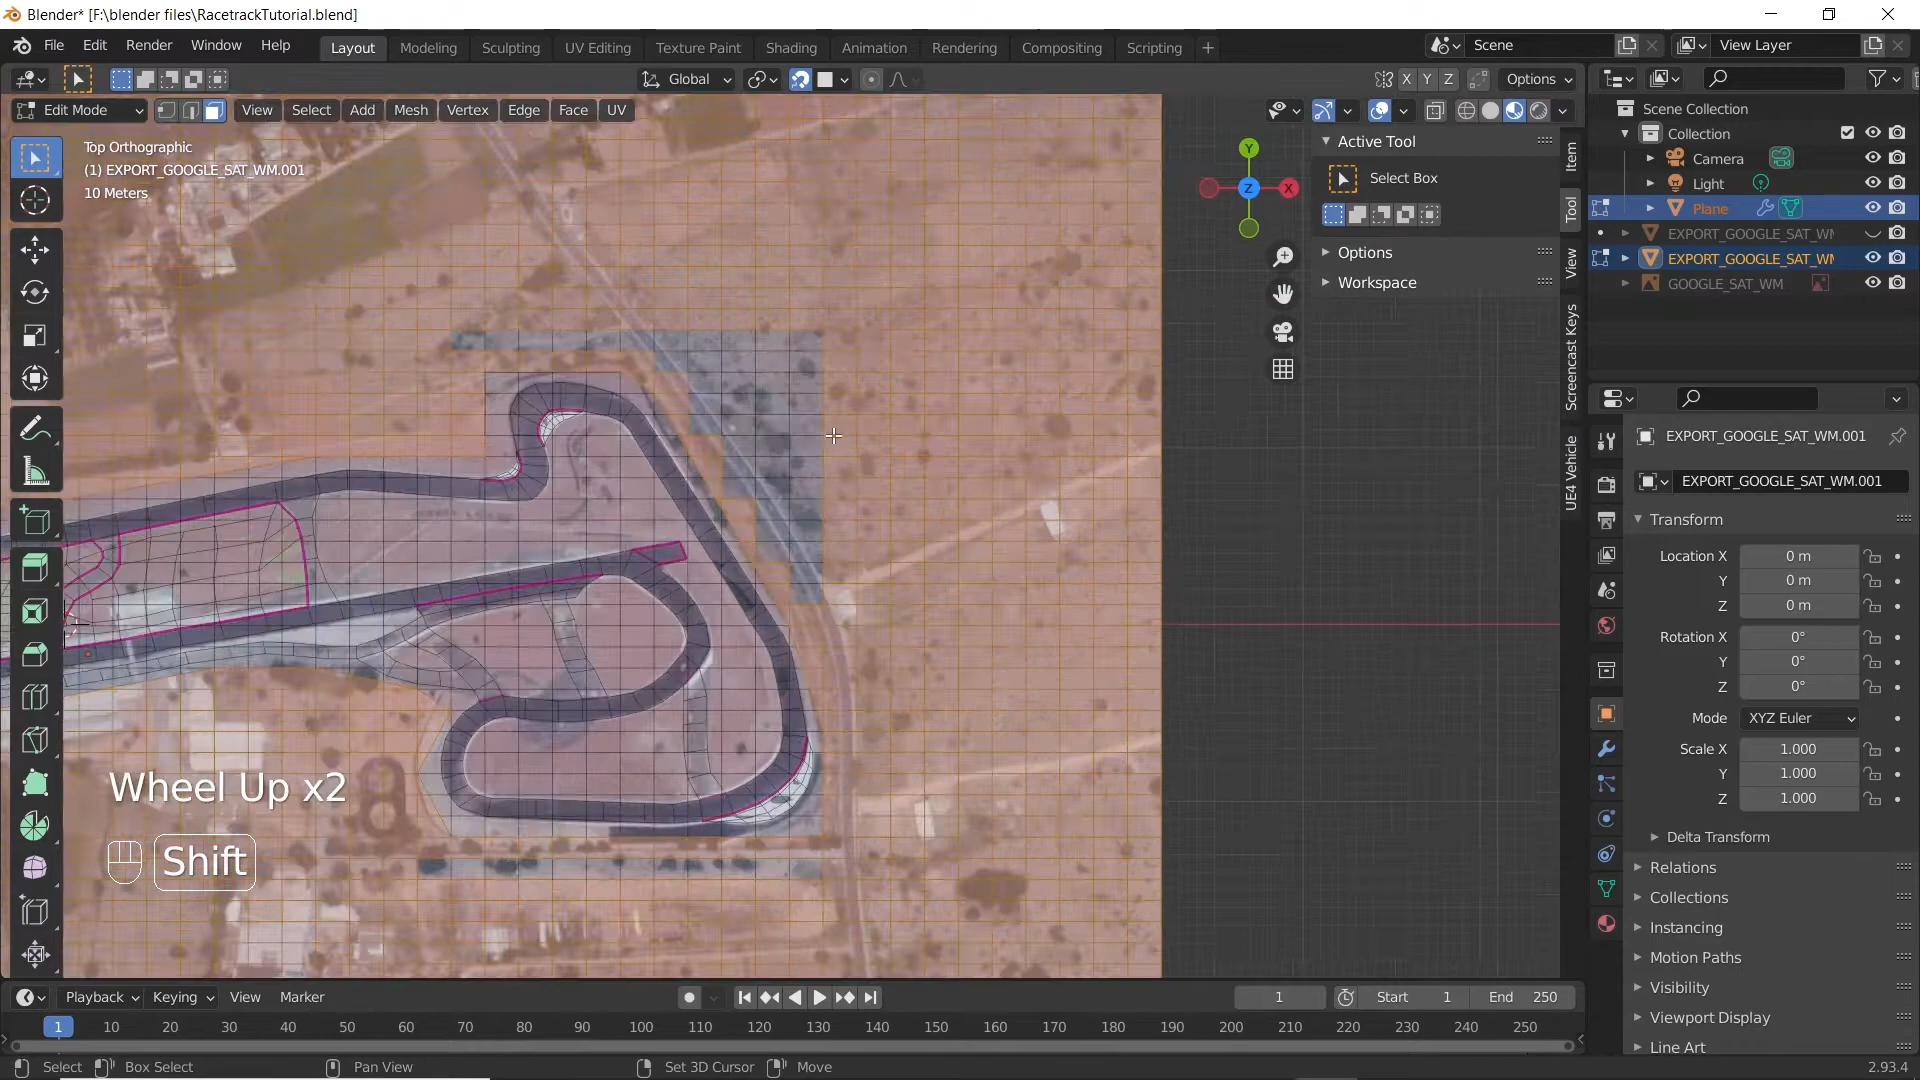 Blender* [F:\blender files\RacetrackTutorial.blend]
File Edit Render Window Help
Layout Modeling Sculpting UV Editing Texture Paint Shading Animation Rendering Compositing Scripting +
Scene
View Layer
Global
X Y Z
Options
Edit Mode
View Select Add Mesh Vertex Edge Face UV
Top Orthographic
(1) EXPORT_GOOGLE_SAT_WM.001
10 Meters
Y
X
Z
Active Tool
Select Box
Options
Workspace
Item
Tool
View
Screencast Keys
UE4 Vehicle
Scene Collection
Collection
Camera
Light
Plane
EXPORT_GOOGLE_SAT_WM
EXPORT_GOOGLE_SAT_WM
GOOGLE_SAT_WM
EXPORT_GOOGLE_SAT_WM.001
EXPORT_GOOGLE_SAT_WM.001
Transform
Location X 0 m
Y 0 m
Z 0 m
Rotation X 0°
Y 0°
Z 0°
Mode XYZ Euler
Scale X 1.000
Y 1.000
Z 1.000
Delta Transform
Relations
Collections
Instancing
Motion Paths
Visibility
Viewport Display
Line Art
Wheel Up x2
Shift
Playback Keying View Marker
1 Start 1 End 250
1 10 20 30 40 50 60 70 80 90 100 110 120 130 140 150 160 170 180 190 200 210 220 230 240 250
Select Box Select Pan View Set 3D Cursor Move 2.93.4